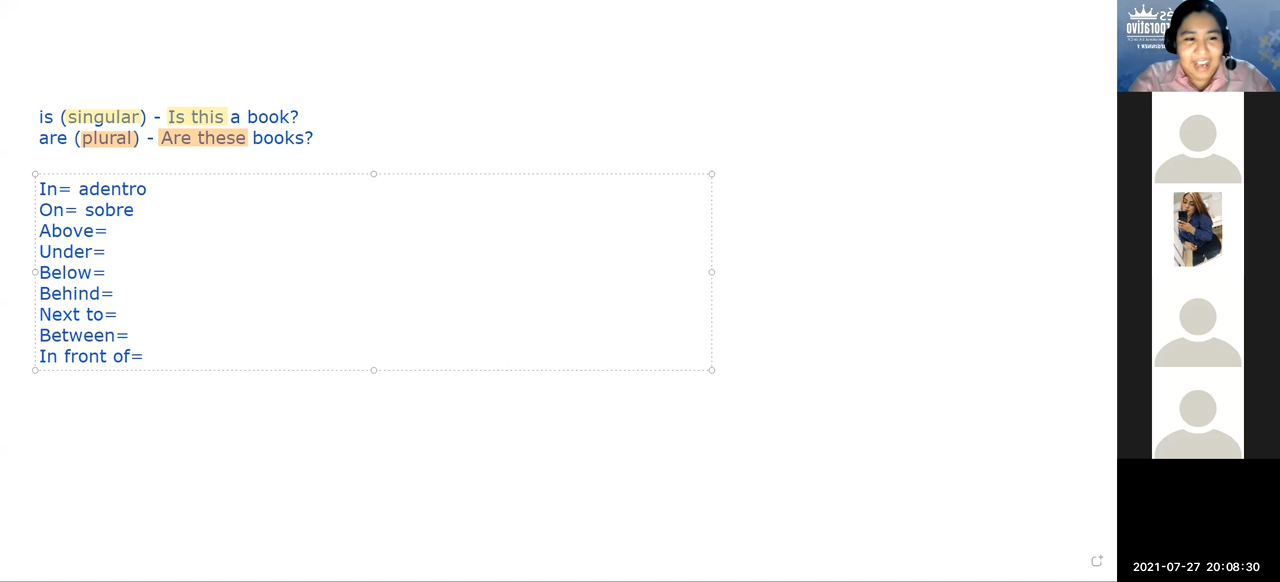 is (singular) - Is this a book?
are (plural) - Are these books?
In= adentro
On= sobre
Above=
Under=
Below=
Behind=
Next to=
Between=
In front of=
2021-07-27 20:08:30